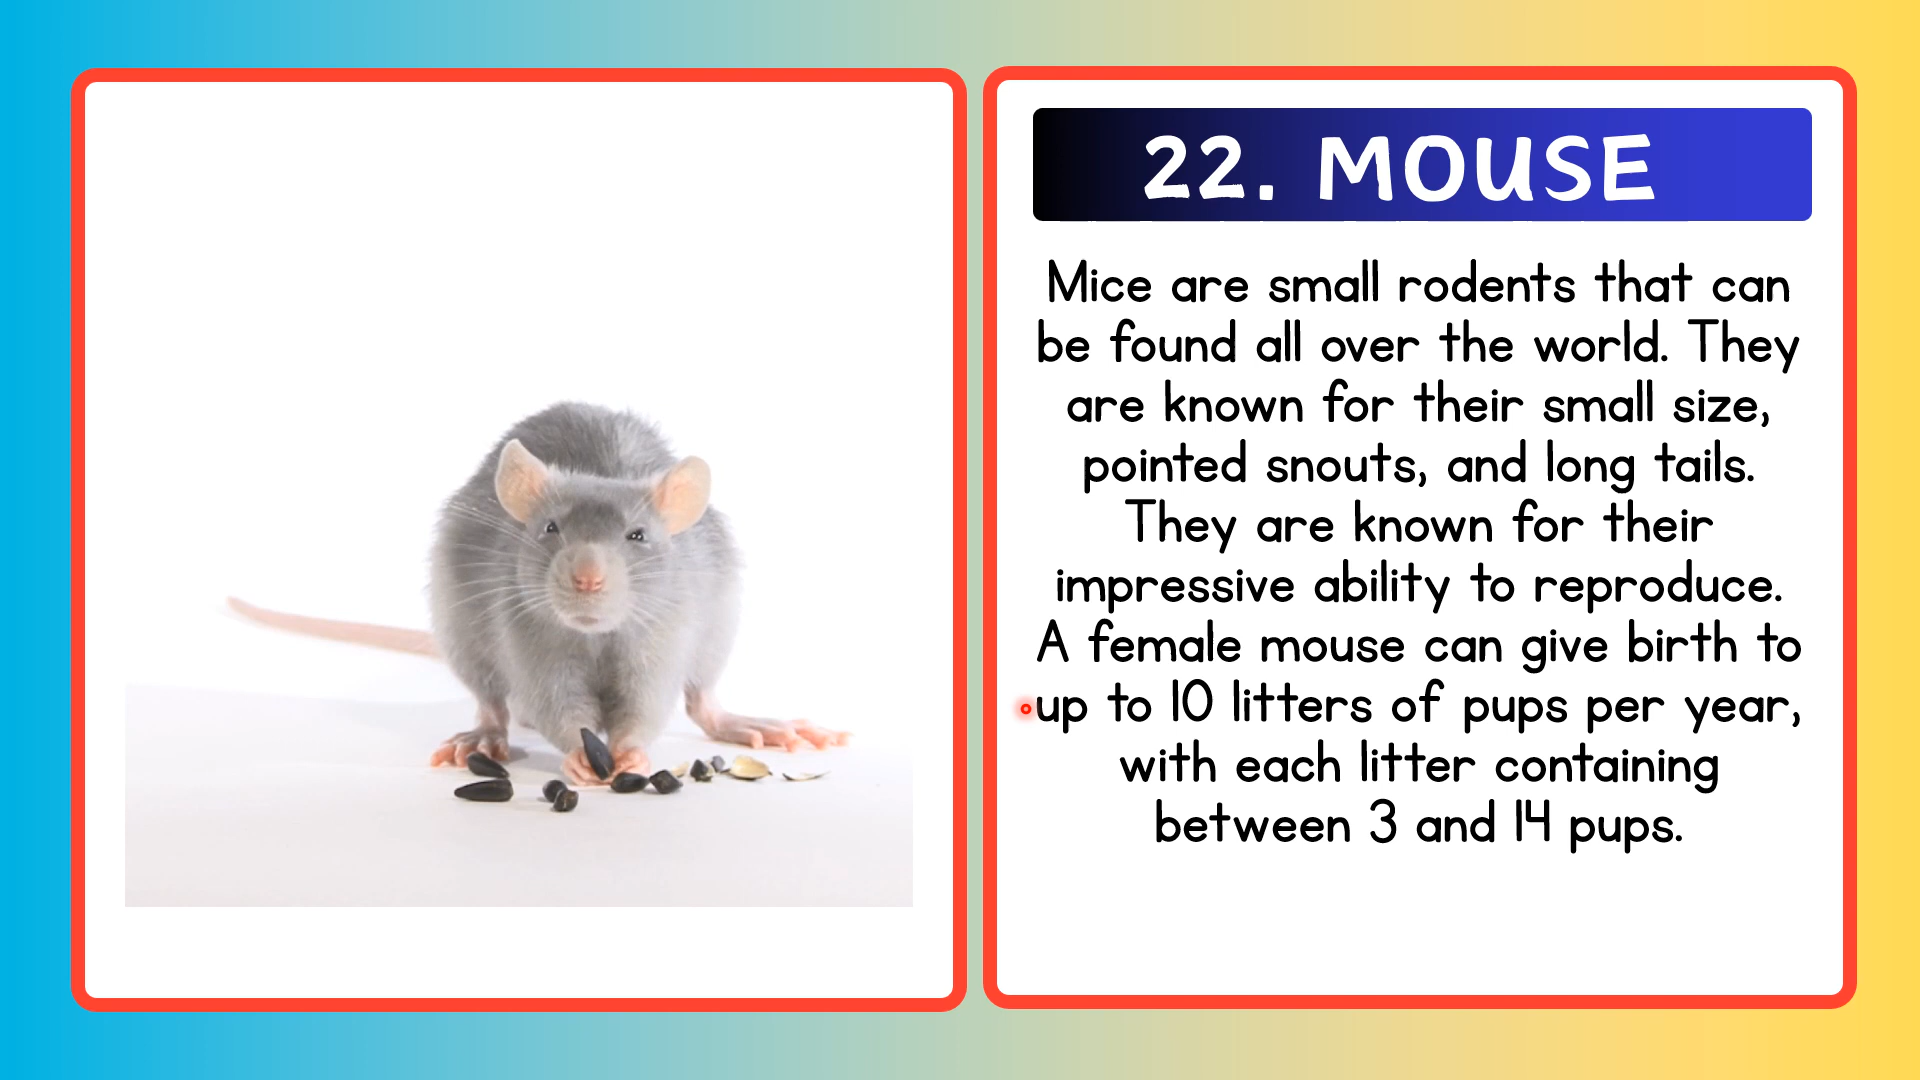 22. MOUSE
Mice are small rodents that can
be found all over the world. They
are known for their small size,
pointed snouts, and long tails.
They are known for their
impressive ability to reproduce.
A female mouse can give birth to
up to 10 litters of pups per year,
with each litter containing
between 3 and 14 pups.